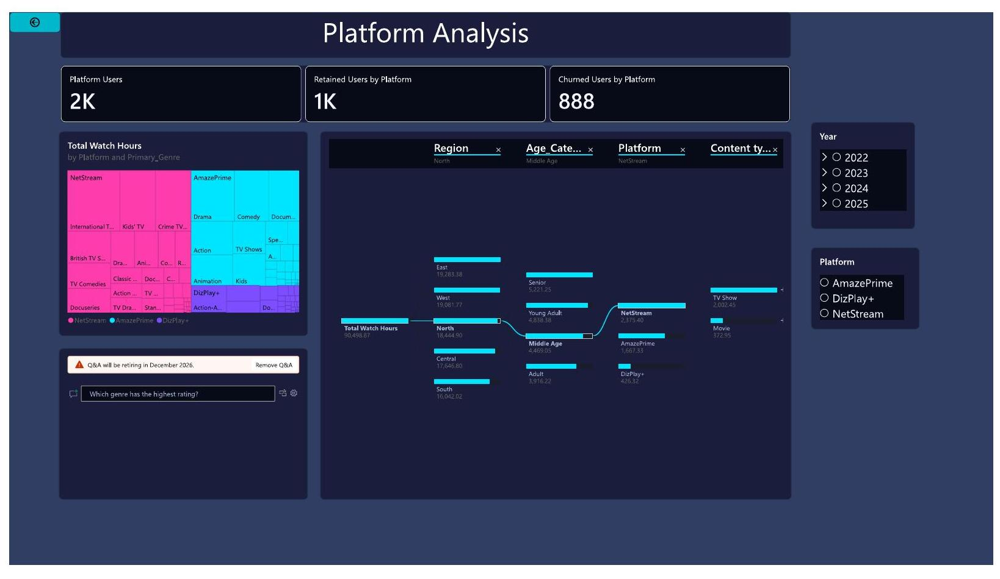 Platform Analysis
Platform Users
2K
Retained Users by Platform
1K
Churned Users by Platform
888
Total Watch Hours
by Platform and Primary_Genre
NetStream
International T...
Kids' TV
Crime TV...
British TV S...
Dra...
Ani...
Co...
R...
TV Comedies
Classic ...
Doc...
C...
Action ...
TV ...
Docuseries
TV Dra...
Stan...
AmazePrime
Drama
Comedy
Docum...
Action
TV Shows
Spe...
A...
Animation
Kids
DizPlay+
Action-A...
Do...
NetStream AmazePrime DizPlay+
Q&A will be retiring in December 2026.
Remove Q&A
Which genre has the highest rating?
Region
North
Age_Cate...
Middle Age
Platform
NetStream
Content ty...
Total Watch Hours
90,498.87
East
19,283.38
West
19,081.77
North
18,444.90
Central
17,646.80
South
16,042.02
Senior
5,221.25
Young Adult
4,838.38
Middle Age
4,469.05
Adult
3,916.22
NetStream
2,375.40
AmazePrime
1,667.33
DizPlay+
426.32
TV Show
2,002.45
Movie
372.95
Year
2022
2023
2024
2025
Platform
AmazePrime
DizPlay+
NetStream